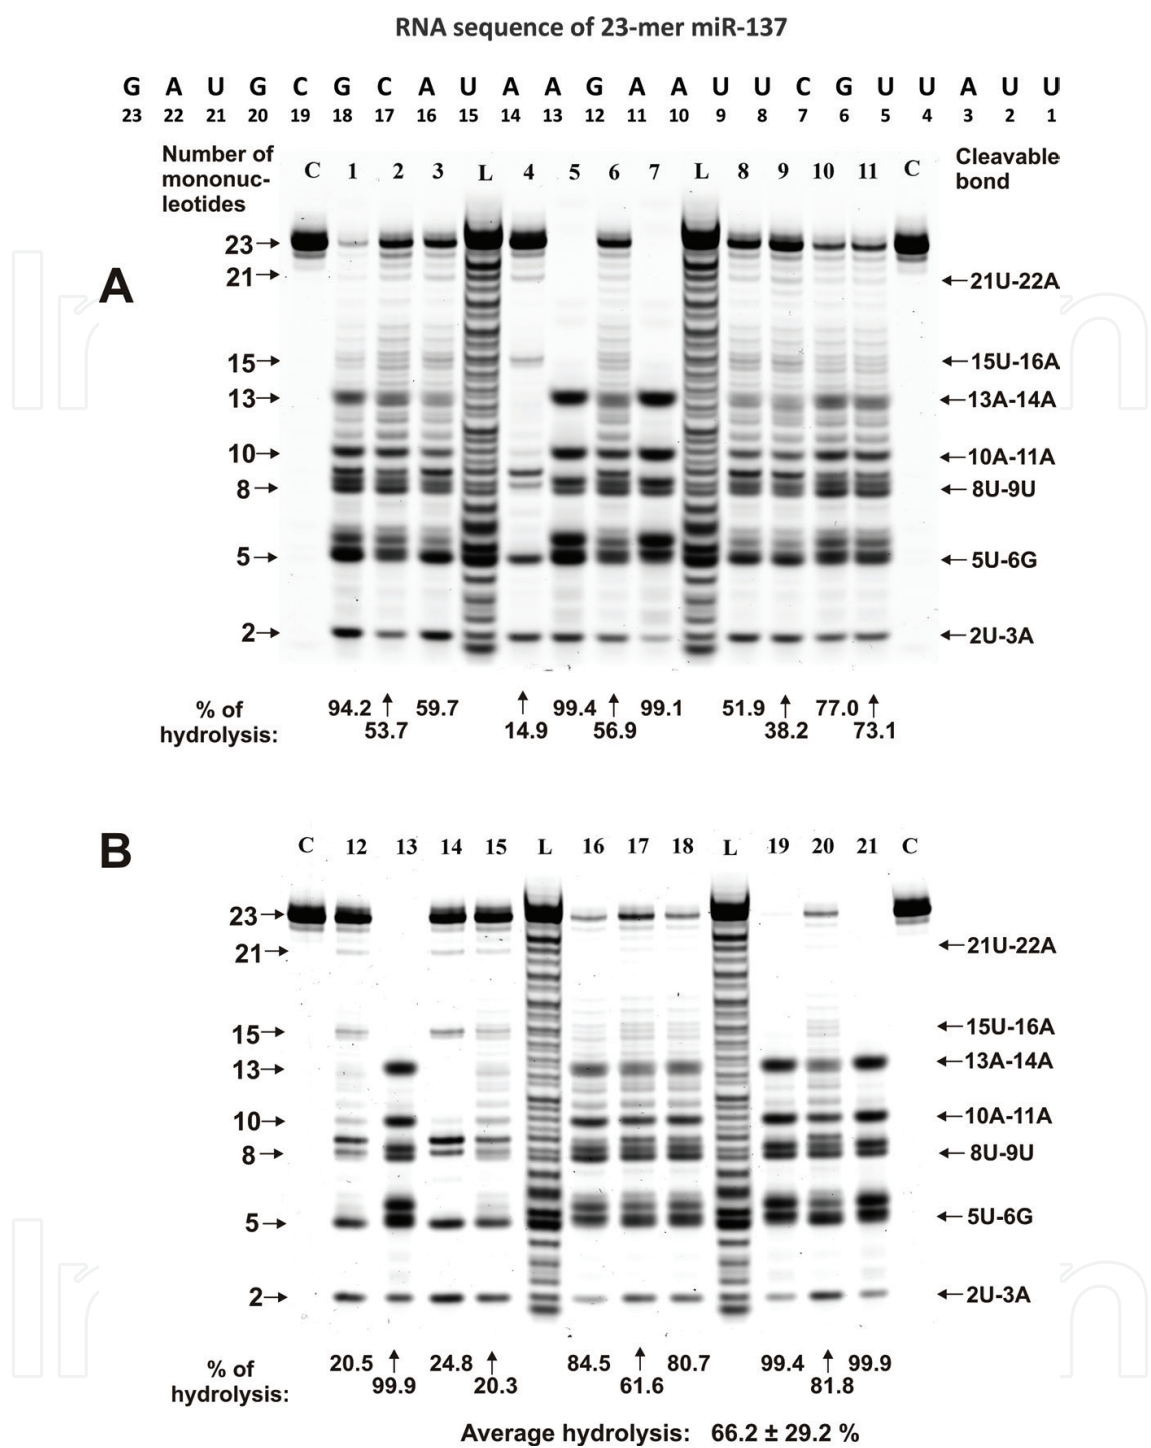 RNA sequence of 23-mer miR-137
G A U G C G C A U A A G A A U U C G U U A U U
23 22 21 20 19 18 17 16 15 14 13 12 11 10 9 8 7 6 5 4 3 2 1
Number of
mononuc-
leotides
C 1 2 3 L 4 5 6 7 L 8 9 10 11 C
Cleavable
bond
A
23
21
15
13
10
8
5
2
21U-22A
15U-16A
13A-14A
10A-11A
8U-9U
5U-6G
2U-3A
% of
hydrolysis:
94.2 59.7 99.4 99.1 51.9 77.0
53.7 14.9 56.9 38.2 73.1
B
C 12 13 14 15 L 16 17 18 L 19 20 21 C
23
21
15
13
10
8
5
2
21U-22A
15U-16A
13A-14A
10A-11A
8U-9U
5U-6G
2U-3A
% of
hydrolysis:
20.5 24.8 84.5 80.7 99.4 99.9
99.9 20.3 61.6 81.8
Average hydrolysis: 66.2 ± 29.2 %